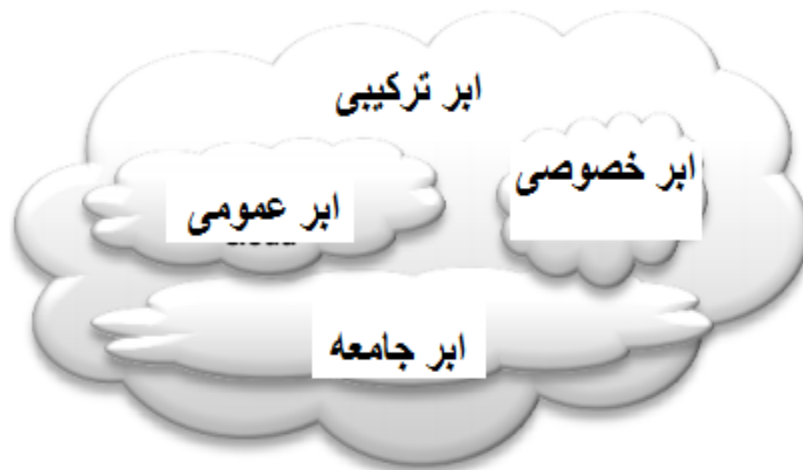 ابر ترکیبی
ابر خصوصی
ابر عمومی
ابر جامعه